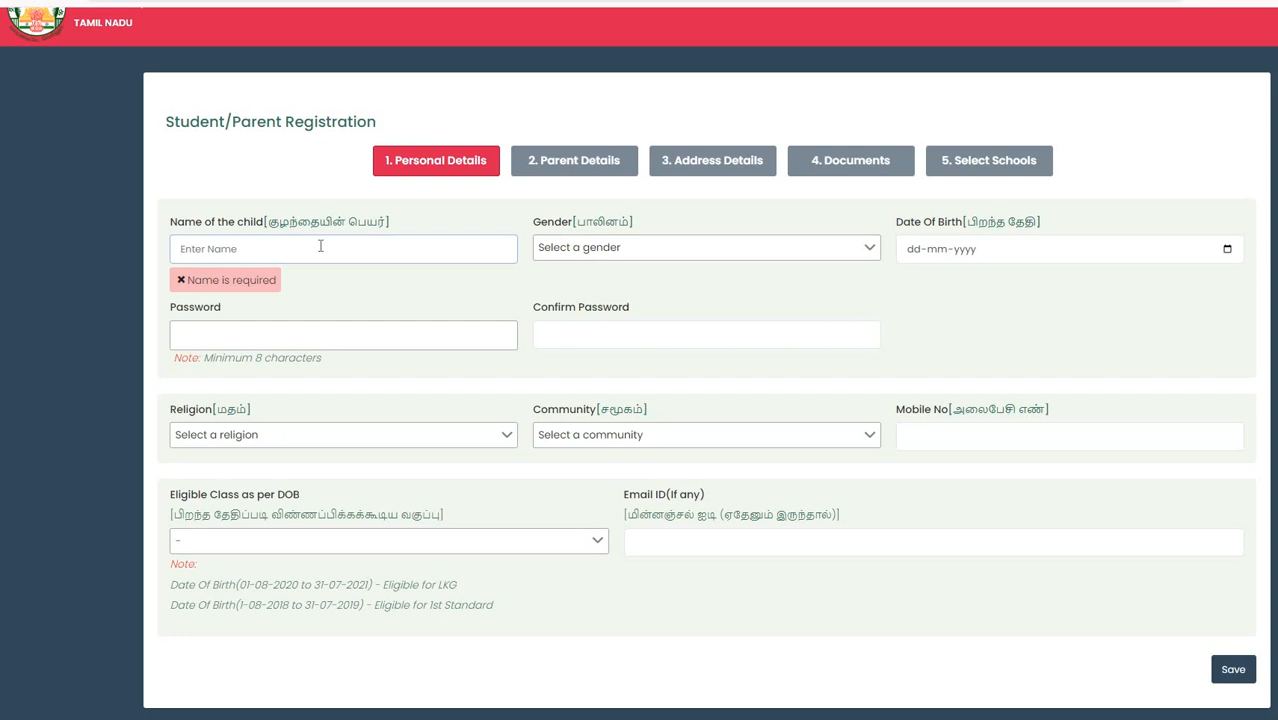 TAMIL NADU
Student/Parent Registration
1. Personal Details 2. Parent Details 3. Address Details 4. Documents 5. Select Schools
Name of the child[குழந்தையின் பெயர்] Gender[பாலினம்] Date Of Birth[பிறந்த தேதி]
Enter Name Select a gender dd-mm-yyyy
✖ Name is required
Password Confirm Password
Note: Minimum 8 characters
Religion[மதம்] Community[சமூகம்] Mobile No[அலைபேசி எண்]
Select a religion Select a community
Eligible Class as per DOB Email ID(If any)
[பிறந்த தேதிப்படி விண்ணப்பிக்கக்கூடிய வகுப்பு] [மின்னஞ்சல் ஐடி (ஏதேனும் இருந்தால்)]
-
Note:
Date Of Birth(01-08-2020 to 31-07-2021) - Eligible for LKG
Date Of Birth(1-08-2018 to 31-07-2019) - Eligible for 1st Standard
Save